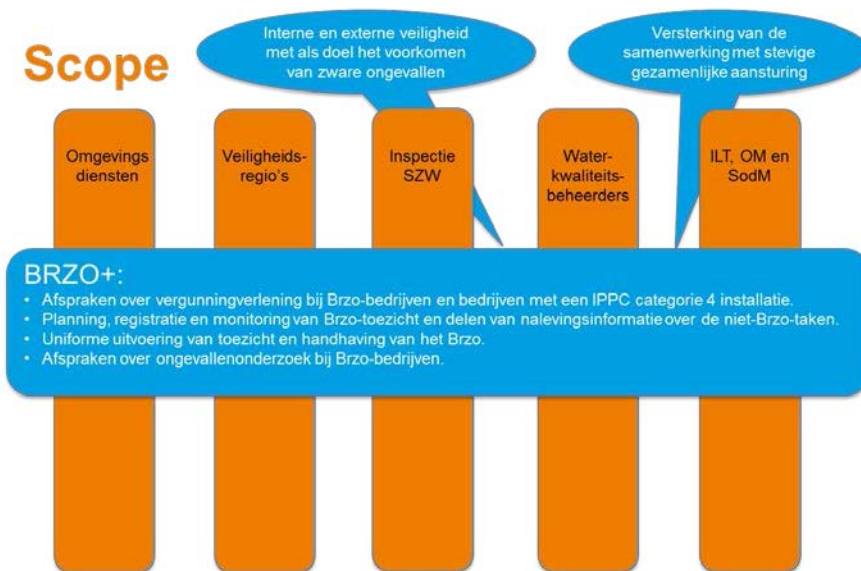 Scope
Interne en externe veiligheid
met als doel het voorkomen
van zware ongevallen
Versterking van de
samenwerking met stevige
gezamenlijke aansturing
Omgevings
diensten
Veiligheids-
regio's
Inspectie
SZW
Water-
kwaliteits-
beheerders
ILT, OM en
SodM
BRZO+:
• Afspraken over vergunningverlening bij Brzo-bedrijven en bedrijven met een IPPC categorie 4 installatie.
• Planning, registratie en monitoring van Brzo-toezicht en delen van nalevingsinformatie over de niet-Brzo-taken.
• Uniforme uitvoering van toezicht en handhaving van het Brzo.
• Afspraken over ongevallenonderzoek bij Brzo-bedrijven.